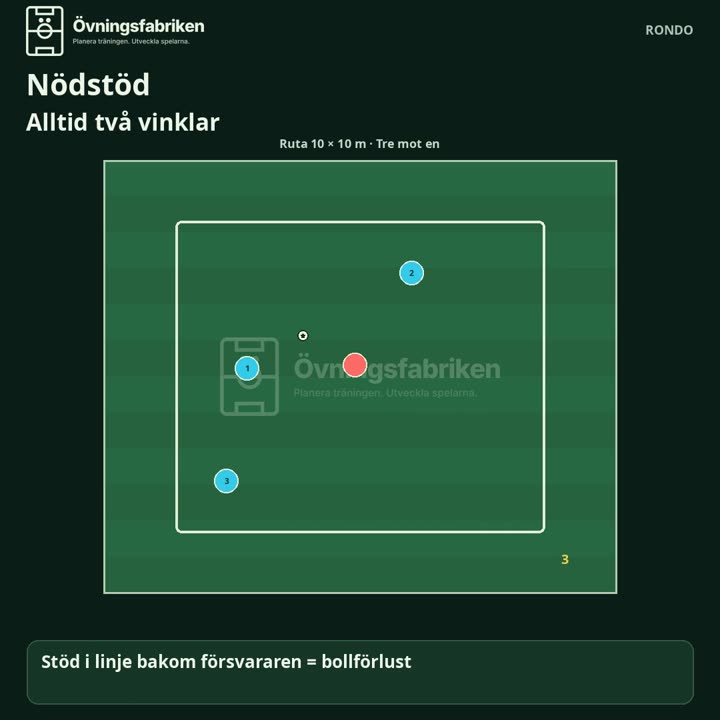 Övningsfabriken
Planera träningen. Utveckla spelarna.
RONDO
Nödstöd
Alltid två vinklar
Ruta 10 × 10 m · Tre mot en
2
1
Övningsfabriken
Planera träningen. Utveckla spelarna.
3
3
Stöd i linje bakom försvararen = bollförlust